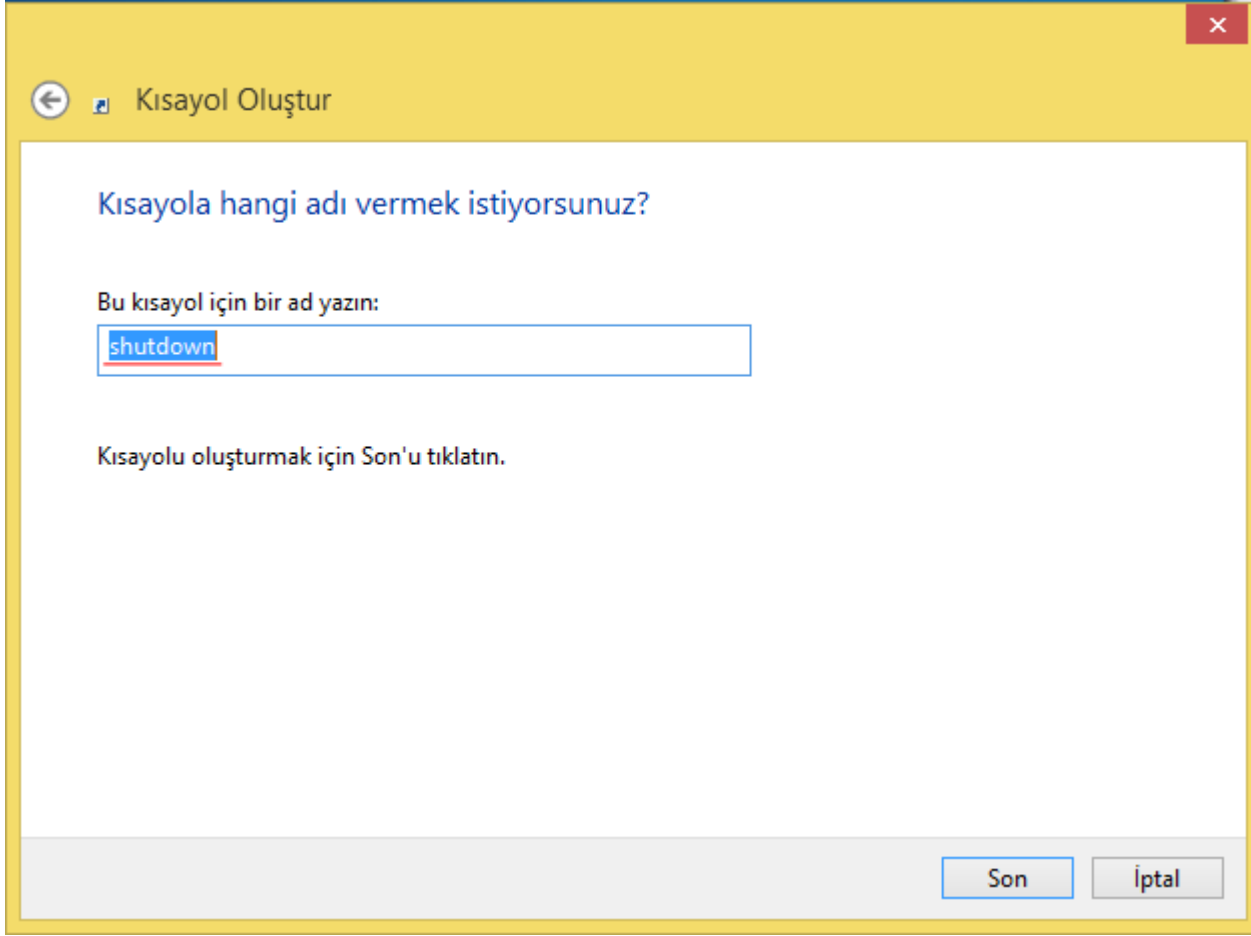 Kısayol Oluştur
Kısayola hangi adı vermek istiyorsunuz?
Bu kısayol için bir ad yazın:
shutdown
Kısayolu oluşturmak için Son'u tıklatın.
Son İptal